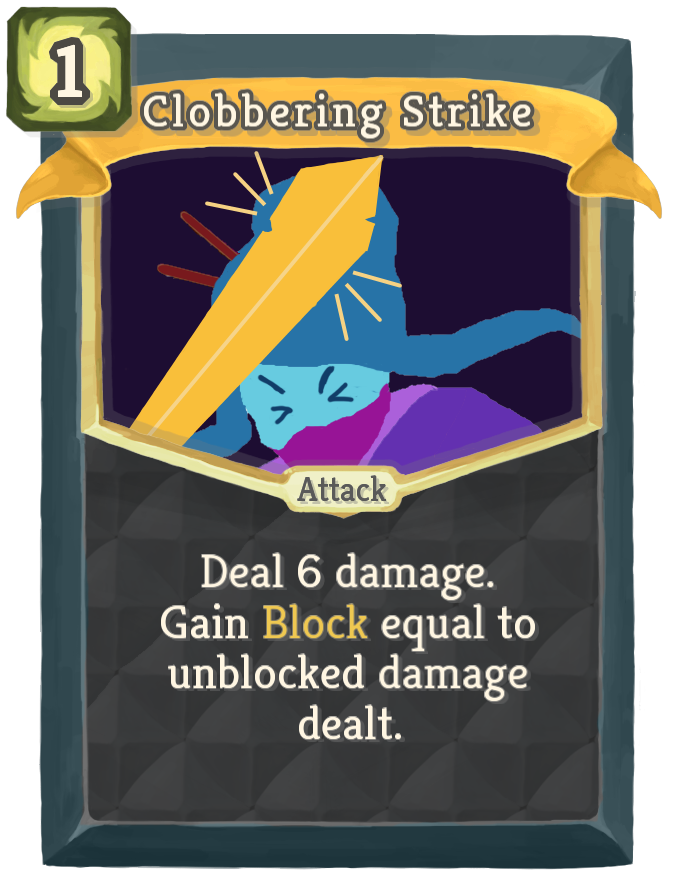 1
Clobbering Strike
Attack
Deal 6 damage.
Gain Block equal to
unblocked damage
dealt.